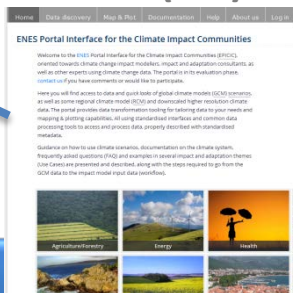 Home Data discovery Map & Plot Documentation Help About us Log in
ENES Portal Interface for the Climate Impact Communities
Welcome to the ENES Portal Interface for the Climate Impact Communities (EPICIC),
oriented towards climate change impact modelers, impact and adaptation consultants, as
well as other experts using climate change data. The portal is in its evaluation phase,
contact us if you have comments or would like to participate.
Here you will find access to data and quick looks of global climate models (GCM) scenarios,
as well as some regional climate model (RCM) and downscaled higher resolution climate
data. The portal provides data transformation tooling for tailoring data to your needs and
mapping & plotting capabilities, all using standardised interfaces and common data
processing tools to access and process data, properly described with standardised
metadata.
Guidance on how to use climate scenarios, documentation on the climate system,
frequently asked questions (FAQ) and examples in several impact and adaptation themes
(Use Cases) are presented and described, along with the steps required to go from the
GCM data to the impact model input data (workflow).
Agriculture/Forestry
Energy
Health